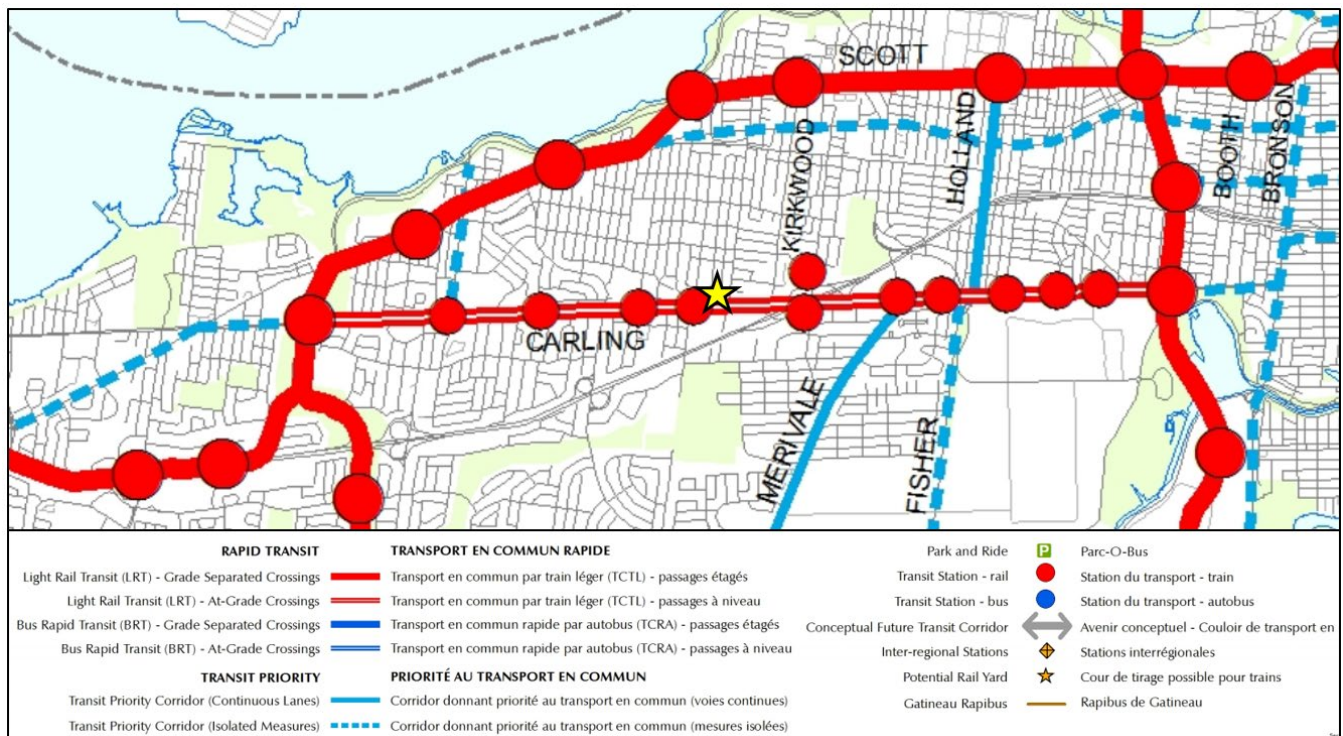 SCOTT
BOOTH
BRONSON
HOLLAND
KIRKWOOD
CARLING
MERIVALE
FISHER
RAPID TRANSIT TRANSPORT EN COMMUN RAPIDE
Light Rail Transit (LRT) - Grade Separated Crossings Transport en commun par train léger (TCTL) - passages étagés
Light Rail Transit (LRT) - At-Grade Crossings Transport en commun par train léger (TCTL) - passages à niveau
Bus Rapid Transit (BRT) - Grade Separated Crossings Transport en commun rapide par autobus (TCRA) - passages étagés
Bus Rapid Transit (BRT) - At-Grade Crossings Transport en commun rapide par autobus (TCRA) - passages à niveau
TRANSIT PRIORITY PRIORITÉ AU TRANSPORT EN COMMUN
Transit Priority Corridor (Continuous Lanes) Corridor donnant priorité au transport en commun (voies continues)
Transit Priority Corridor (Isolated Measures) Corridor donnant priorité au transport en commun (mesures isolées)
Park and Ride P Parc-O-Bus
Transit Station - rail Station du transport - train
Transit Station - bus Station du transport - autobus
Conceptual Future Transit Corridor Avenir conceptuel - Couloir de transport en
Inter-regional Stations Stations interrégionales
Potential Rail Yard Cour de tirage possible pour trains
Gatineau Rapibus Rapibus de Gatineau